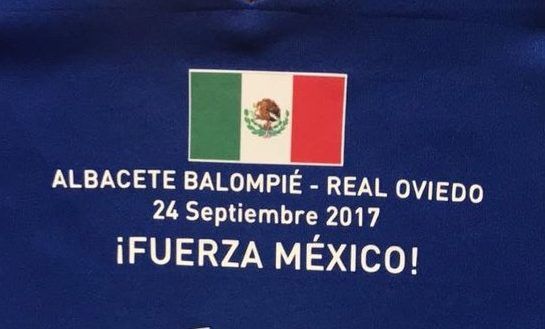 ALBACETE BALOMPIÉ - REAL OVIEDO
24 Septiembre 2017
¡FUERZA MÉXICO!